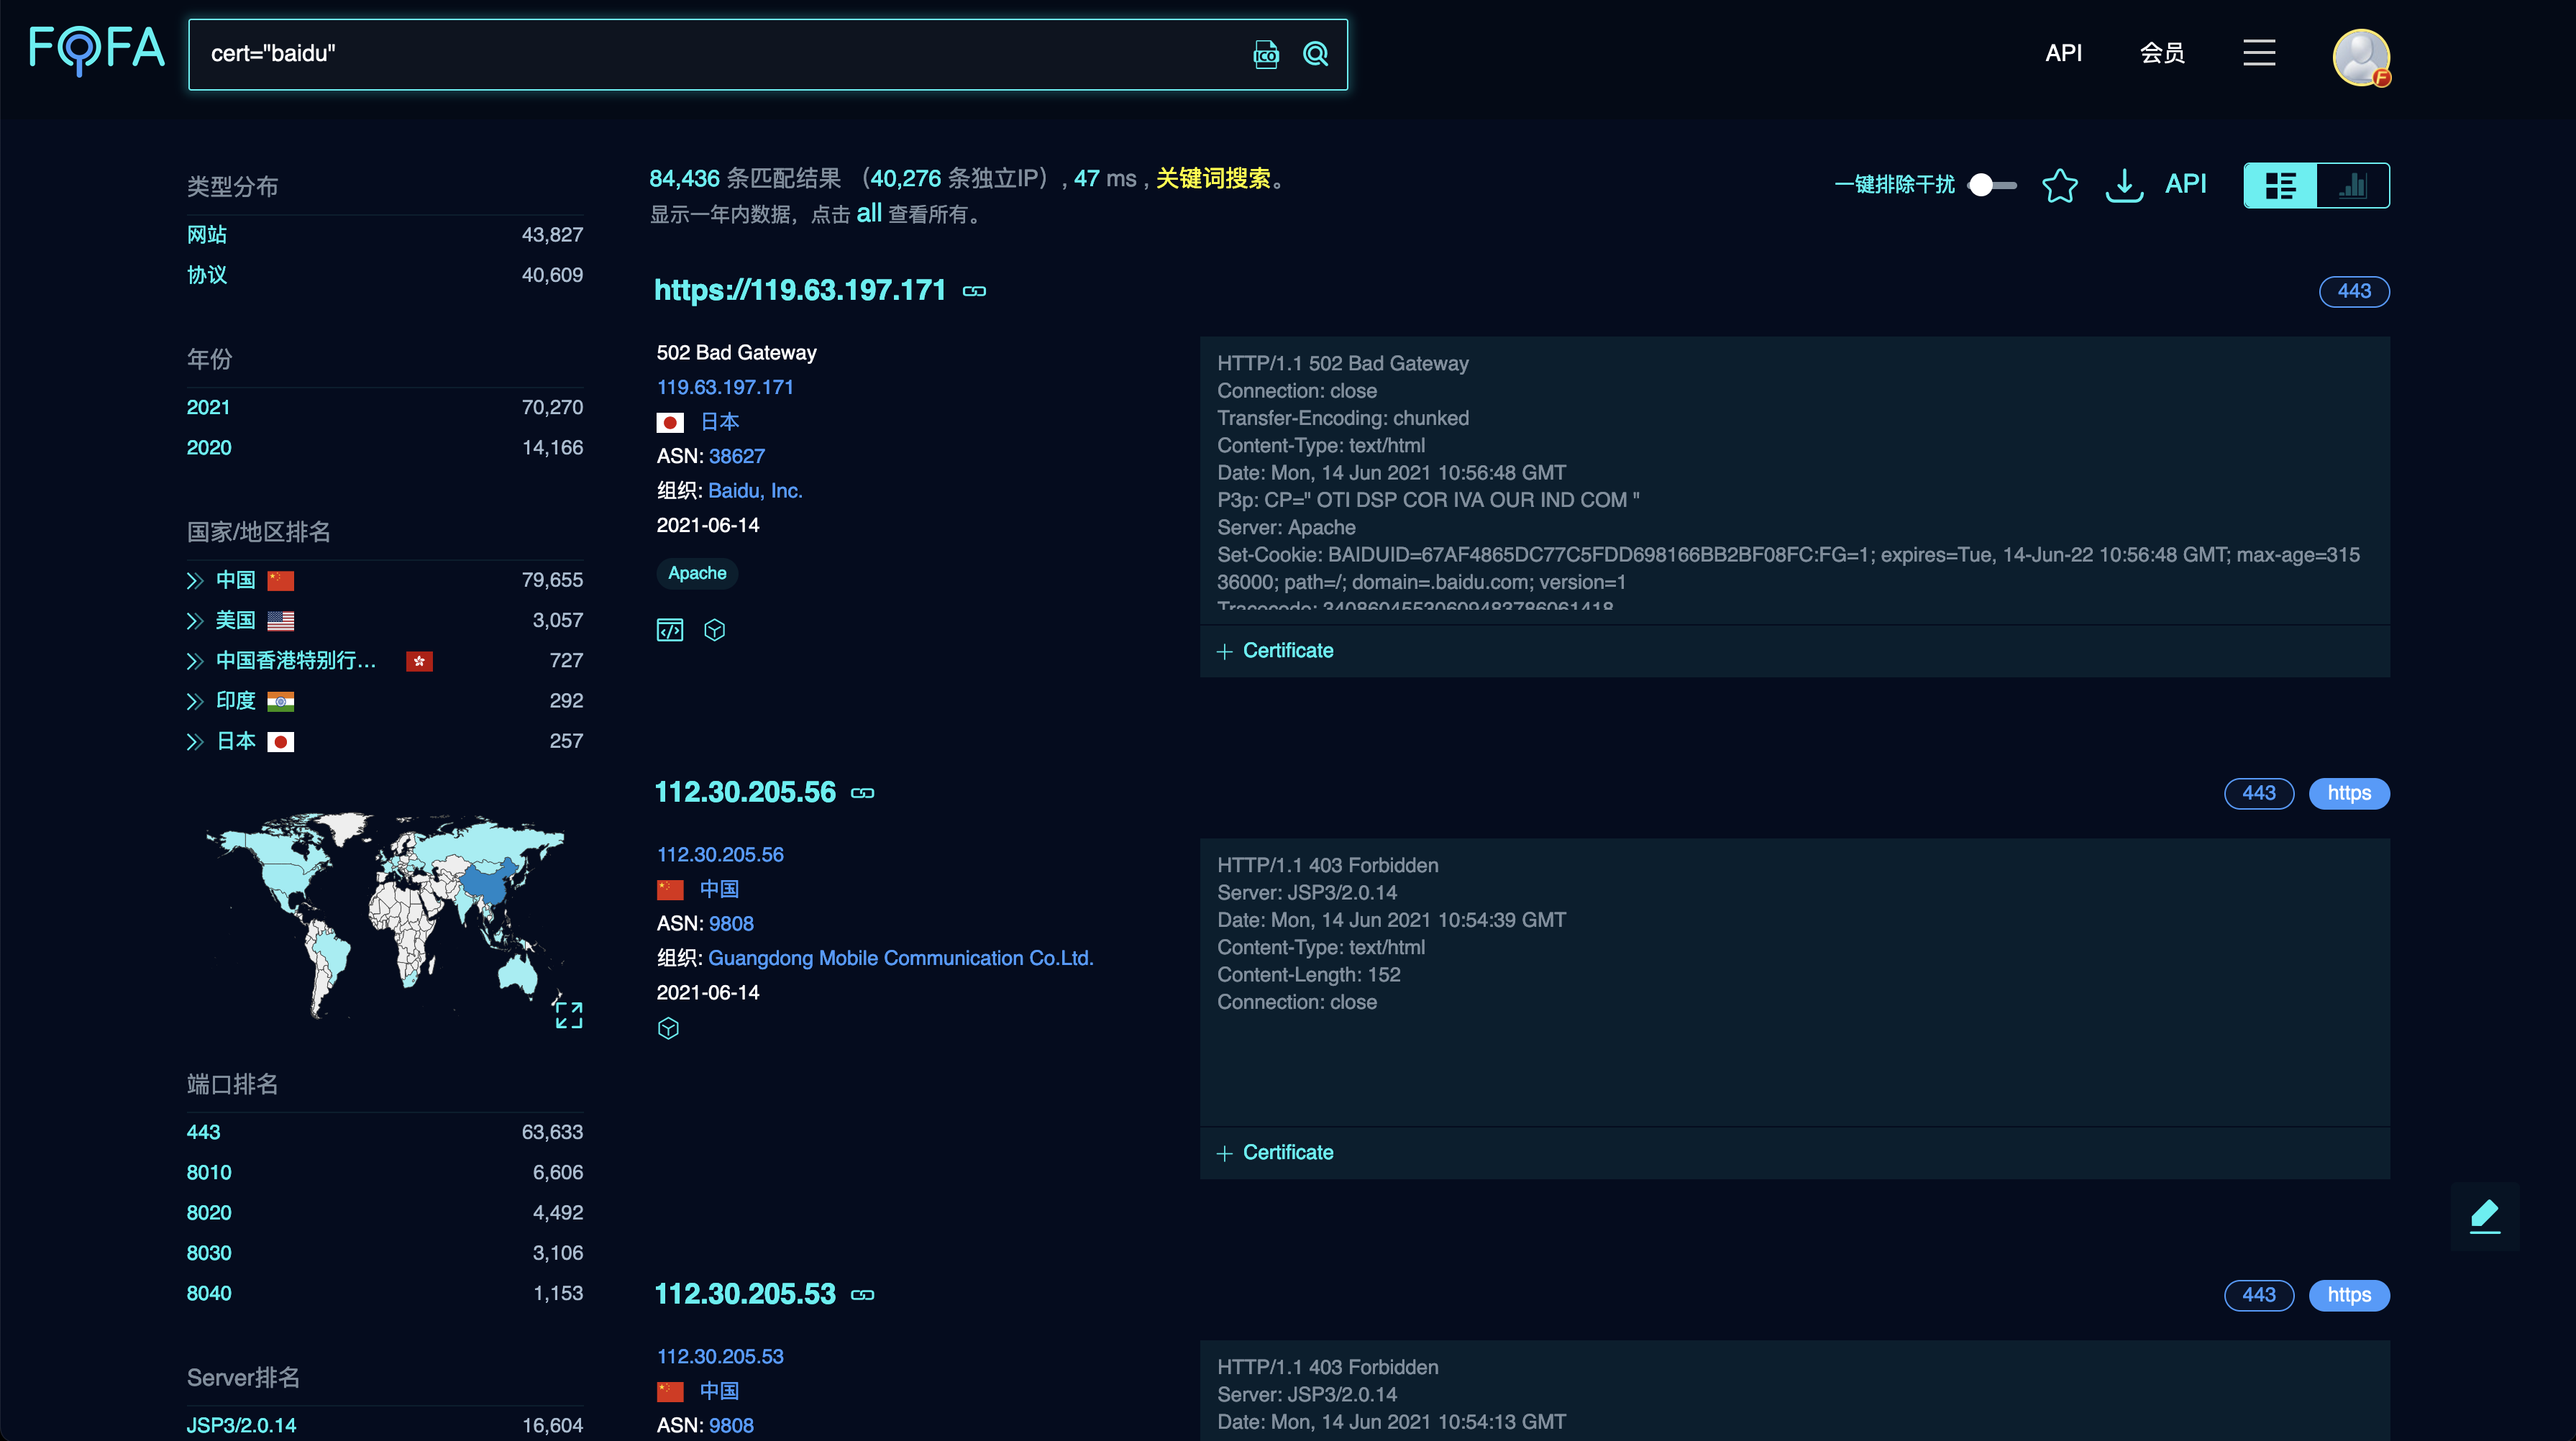 FOFA
cert="baidu"
ICO
API
会员
F
类型分布
网站 43,827
协议 40,609
年份
2021 70,270
2020 14,166
国家/地区排名
中国 79,655
美国 3,057
中国香港特别行... 727
印度 292
日本 257
端口排名
443 63,633
8010 6,606
8020 4,492
8030 3,106
8040 1,153
Server排名
JSP3/2.0.14 16,604
84,436 条匹配结果 （40,276 条独立IP）, 47 ms , 关键词搜索。
显示一年内数据，点击 all 查看所有。
一键排除干扰
API
https://119.63.197.171
443
502 Bad Gateway
119.63.197.171
日本
ASN: 38627
组织: Baidu, Inc.
2021-06-14
Apache
HTTP/1.1 502 Bad Gateway
Connection: close
Transfer-Encoding: chunked
Content-Type: text/html
Date: Mon, 14 Jun 2021 10:56:48 GMT
P3p: CP=" OTI DSP COR IVA OUR IND COM "
Server: Apache
Set-Cookie: BAIDUID=67AF4865DC77C5FDD698166BB2BF08FC:FG=1; expires=Tue, 14-Jun-22 10:56:48 GMT; max-age=315
36000; path=/; domain=.baidu.com; version=1
Tracecode: 34086045530609483786061418
+ Certificate
112.30.205.56
443 https
112.30.205.56
中国
ASN: 9808
组织: Guangdong Mobile Communication Co.Ltd.
2021-06-14
HTTP/1.1 403 Forbidden
Server: JSP3/2.0.14
Date: Mon, 14 Jun 2021 10:54:39 GMT
Content-Type: text/html
Content-Length: 152
Connection: close
+ Certificate
112.30.205.53
443 https
112.30.205.53
中国
ASN: 9808
HTTP/1.1 403 Forbidden
Server: JSP3/2.0.14
Date: Mon, 14 Jun 2021 10:54:13 GMT